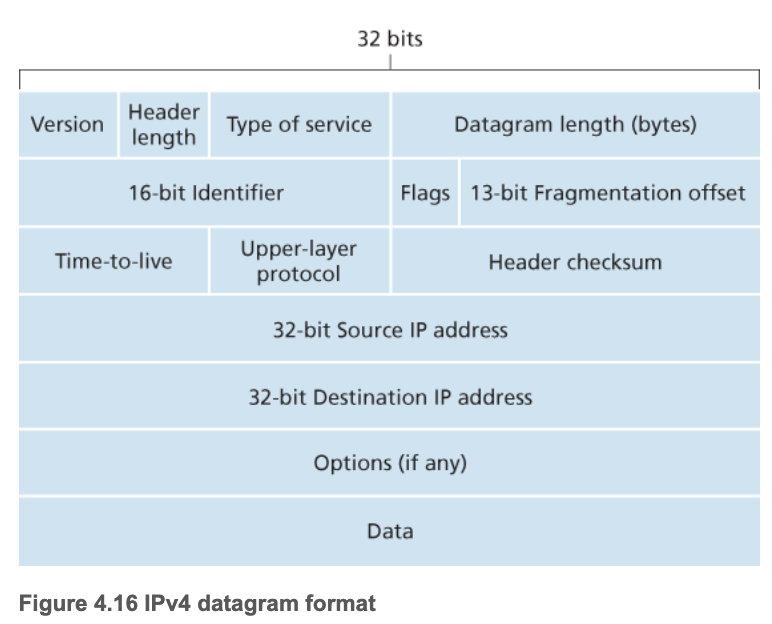 32 bits
Version
Header
length
Type of service
Datagram length (bytes)
16-bit Identifier
Flags
13-bit Fragmentation offset
Time-to-live
Upper-layer
protocol
Header checksum
32-bit Source IP address
32-bit Destination IP address
Options (if any)
Data
Figure 4.16 IPv4 datagram format